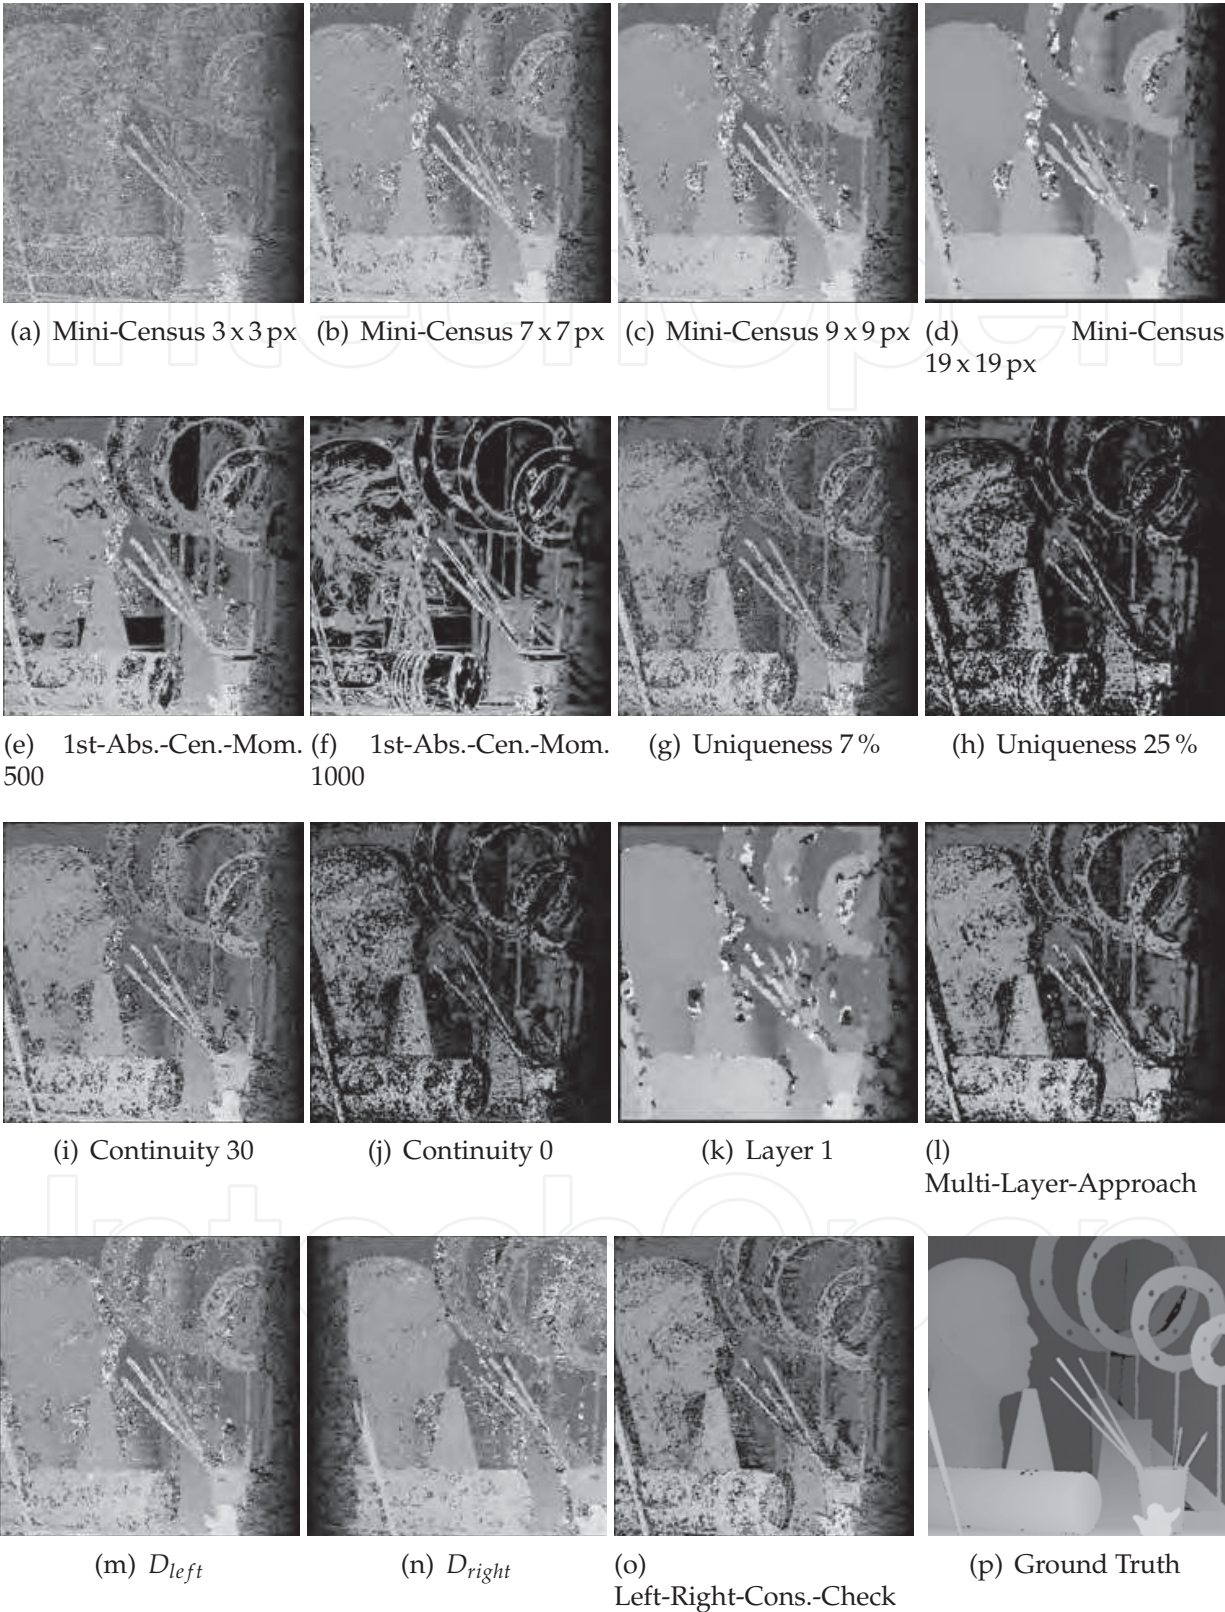 (a) Mini-Census 3 x 3 px
(b) Mini-Census 7 x 7 px
(c) Mini-Census 9 x 9 px
(d) Mini-Census
19 x 19 px
(e) 1st-Abs.-Cen.-Mom.
500
(f) 1st-Abs.-Cen.-Mom.
1000
(g) Uniqueness 7 %
(h) Uniqueness 25 %
(i) Continuity 30
(j) Continuity 0
(k) Layer 1
(l)
Multi-Layer-Approach
(m) D_left
(n) D_right
(o)
Left-Right-Cons.-Check
(p) Ground Truth
IntechOpen
IntechOpen